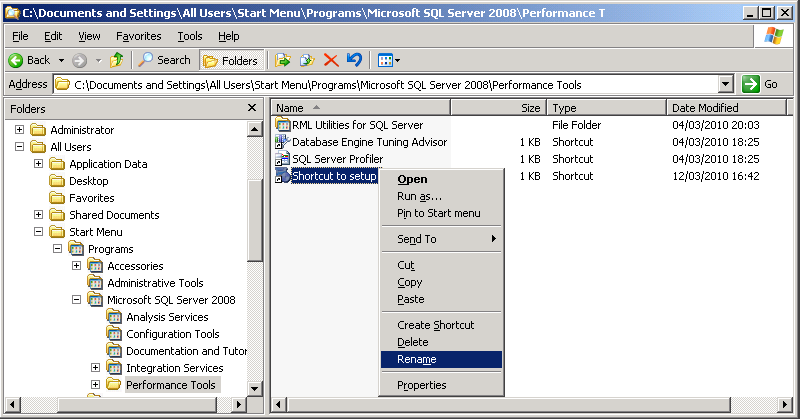 C:\Documents and Settings\All Users\Start Menu\Programs\Microsoft SQL Server 2008\Performance T
File Edit View Favorites Tools Help
Back Search Folders
Address C:\Documents and Settings\All Users\Start Menu\Programs\Microsoft SQL Server 2008\Performance Tools Go
Folders
Administrator
All Users
Application Data
Desktop
Favorites
Shared Documents
Start Menu
Programs
Accessories
Administrative Tools
Microsoft SQL Server 2008
Analysis Services
Configuration Tools
Documentation and Tutor
Integration Services
Performance Tools
Name Size Type Date Modified
RML Utilities for SQL Server File Folder 04/03/2010 20:03
Database Engine Tuning Advisor 1 KB Shortcut 04/03/2010 18:25
SQL Server Profiler 1 KB Shortcut 04/03/2010 18:25
Shortcut to setup 1 KB Shortcut 12/03/2010 16:42
Open
Run as...
Pin to Start menu
Send To
Cut
Copy
Paste
Create Shortcut
Delete
Rename
Properties